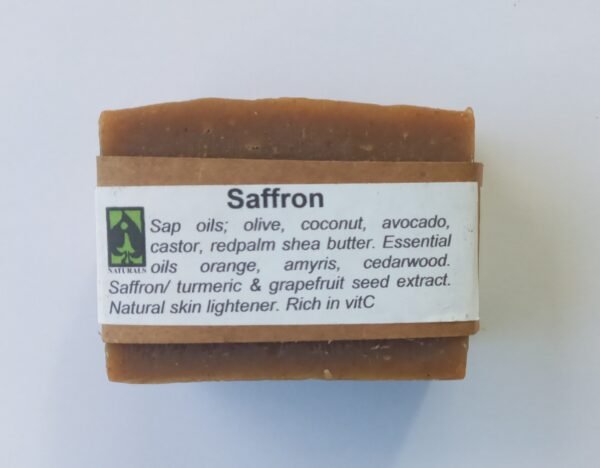 Saffron
Sap oils; olive, coconut, avocado,
castor, redpalm shea butter. Essential
oils orange, amyris, cedarwood.
NATURALS
Saffron/ turmeric & grapefruit seed extract.
Natural skin lightener. Rich in vitC